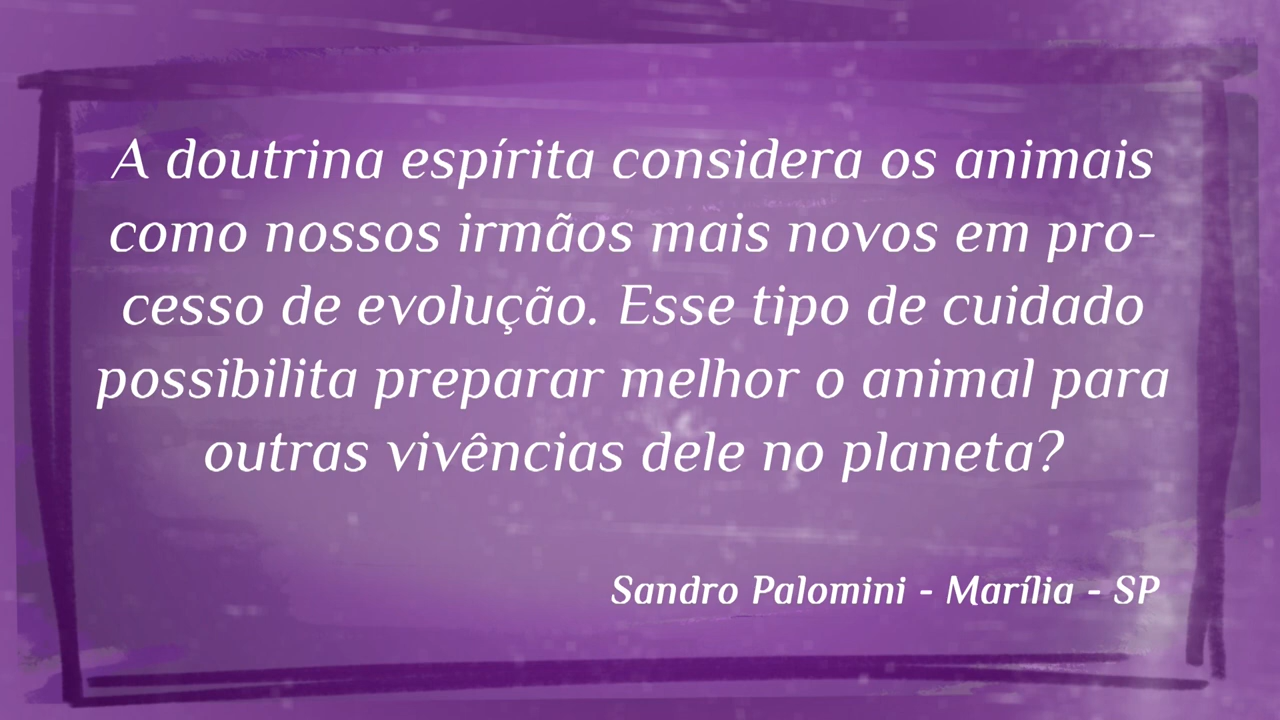 A doutrina espírita considera os animais
como nossos irmãos mais novos em pro-
cesso de evolução. Esse tipo de cuidado
possibilita preparar melhor o animal para
outras vivências dele no planeta?
Sandro Palomini - Marília - SP